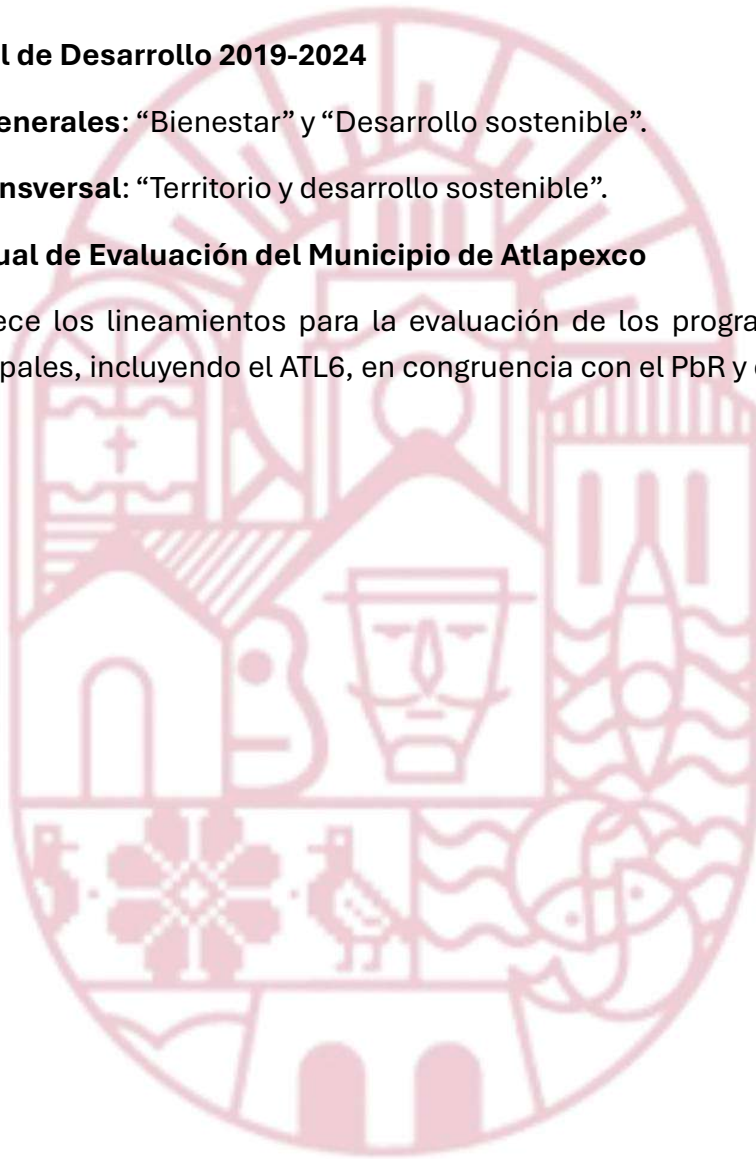 l de Desarrollo 2019-2024
enerales: “Bienestar” y “Desarrollo sostenible”.
nsversal: “Territorio y desarrollo sostenible”.
ual de Evaluación del Municipio de Atlapexco
ece los lineamientos para la evaluación de los progra
pales, incluyendo el ATL6, en congruencia con el PbR y